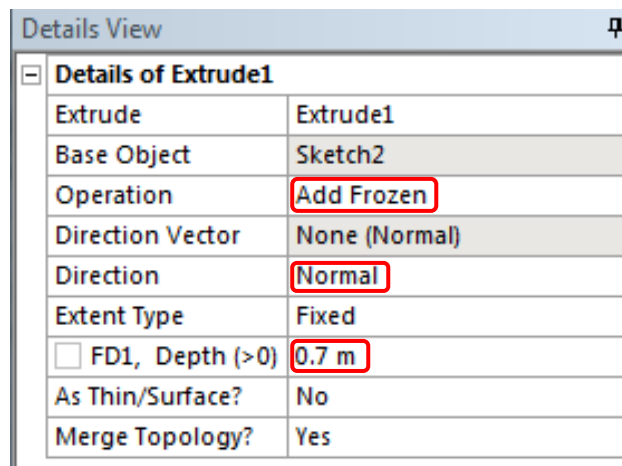 Details View
Details of Extrude1
Extrude Extrude1
Base Object Sketch2
Operation Add Frozen
Direction Vector None (Normal)
Direction Normal
Extent Type Fixed
FD1, Depth (>0) 0.7 m
As Thin/Surface? No
Merge Topology? Yes